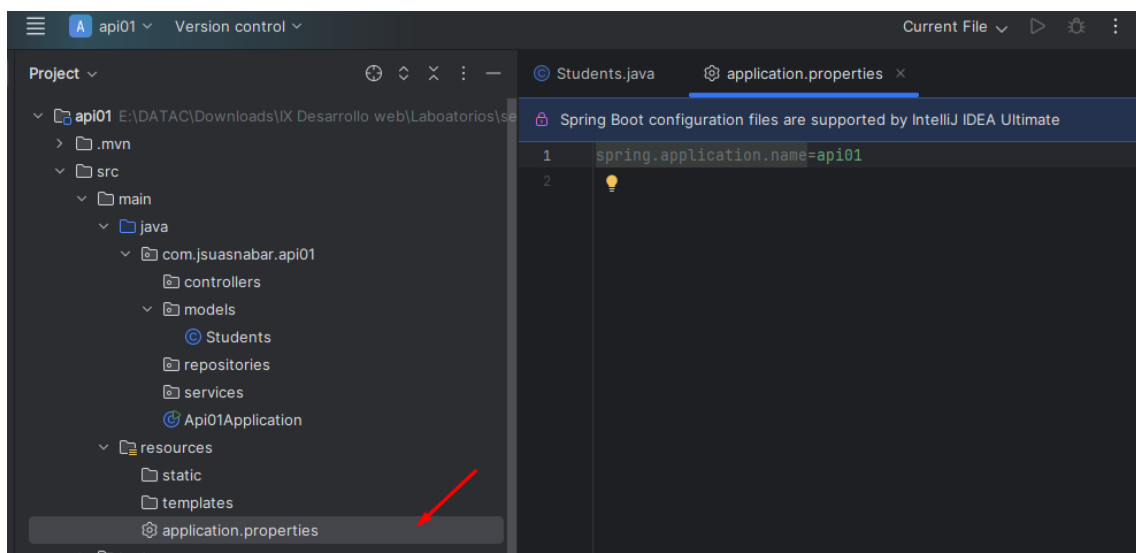 A api01 Version control Current File
Project
Students.java application.properties
api01 E:\DATAC\Downloads\IX Desarrollo web\Laboatorios\se
Spring Boot configuration files are supported by IntelliJ IDEA Ultimate
.mvn
1 spring.application.name=api01
src
2
main
java
com.jsuasnabar.api01
controllers
models
Students
repositories
services
Api01Application
resources
static
templates
application.properties